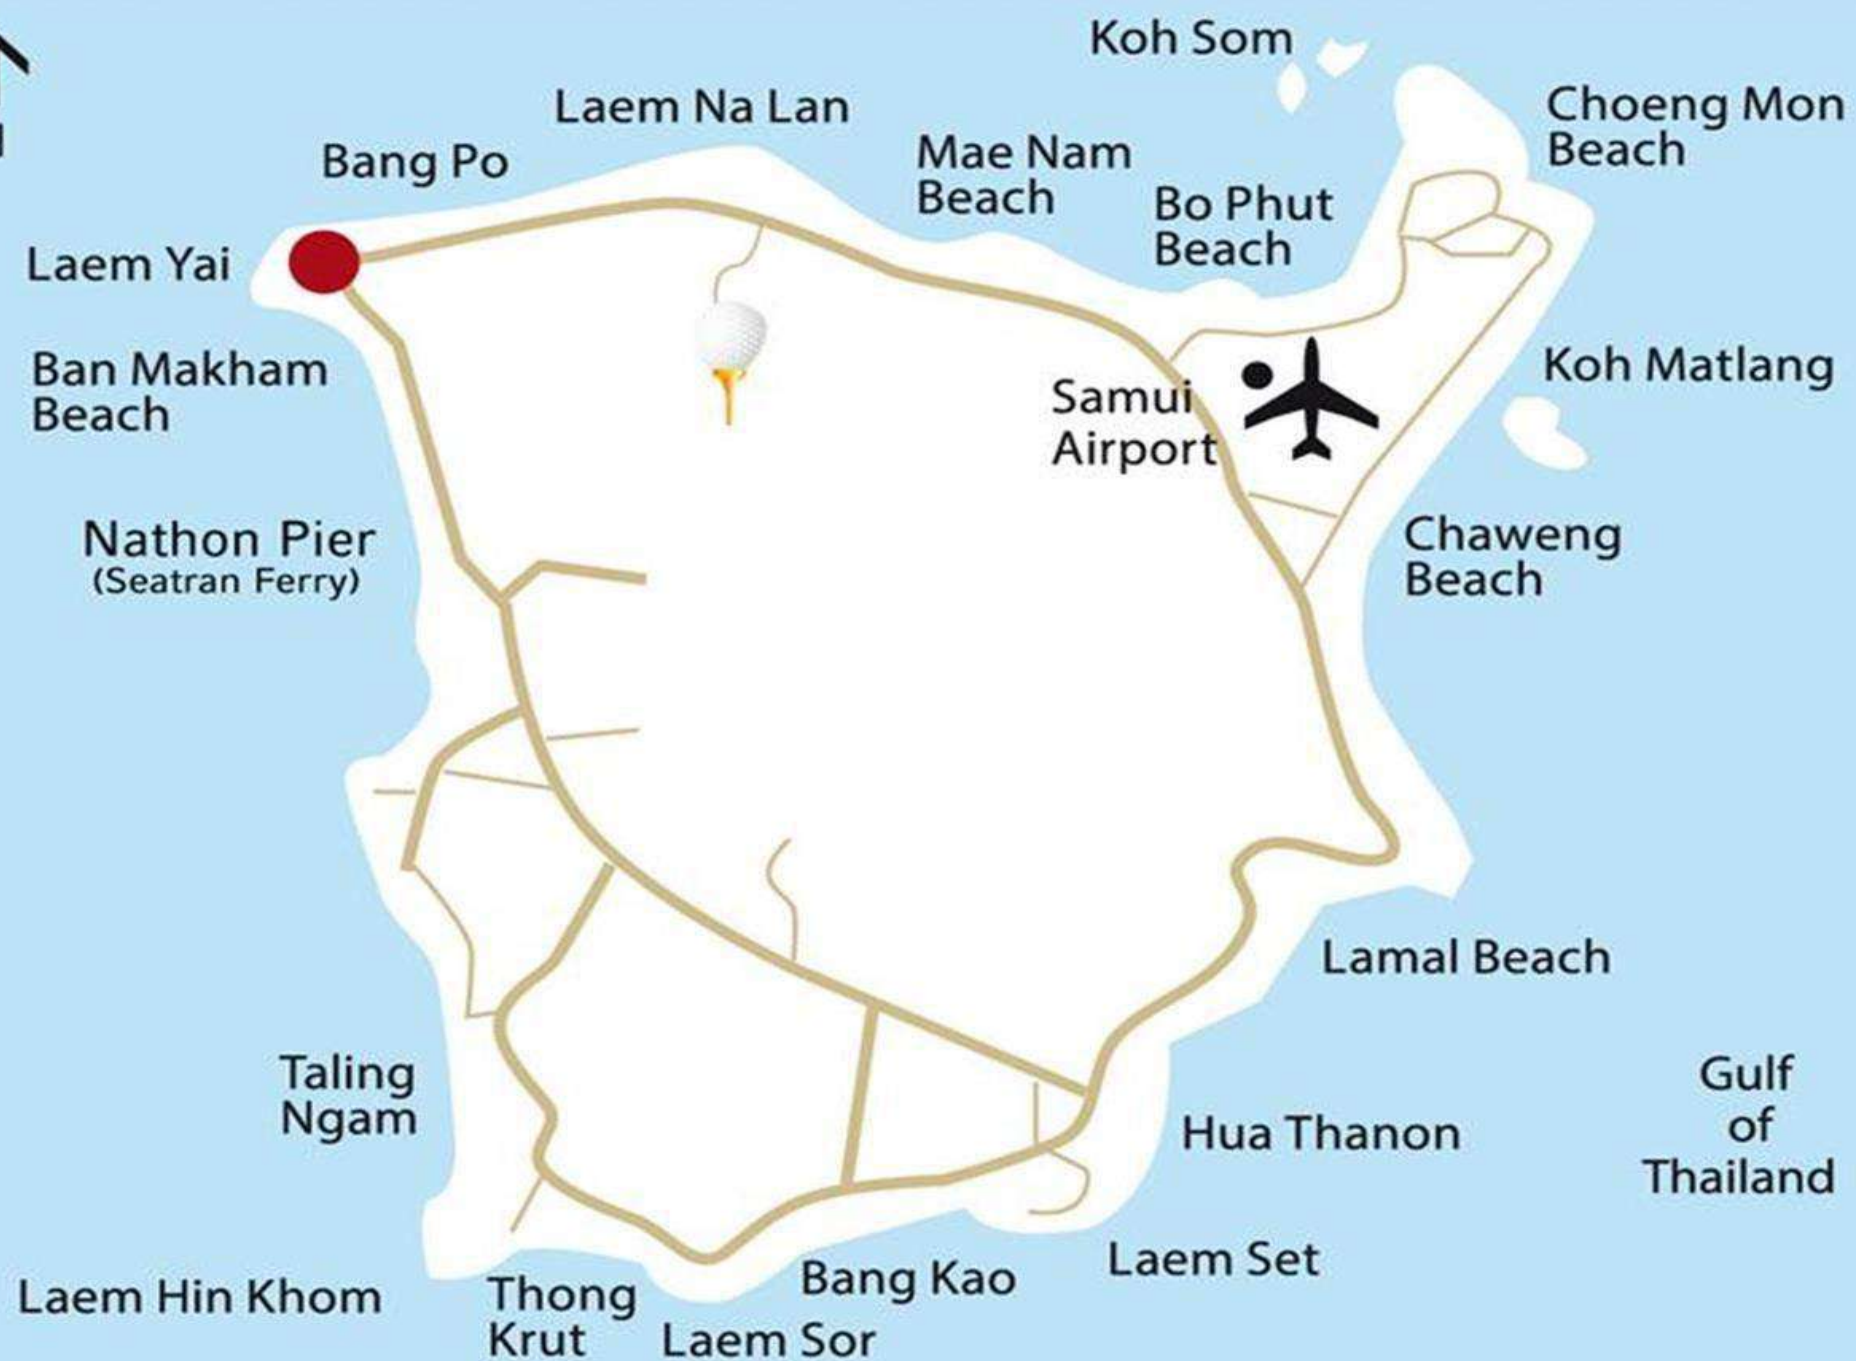 Koh Som
Choeng Mon
Beach
Laem Na Lan
Bang Po
Mae Nam
Beach
Bo Phut
Beach
Laem Yai
Ban Makham
Beach
Koh Matlang
Samui
Airport
Nathon Pier
(Seatran Ferry)
Chaweng
Beach
Lamal Beach
Taling
Ngam
Gulf
of
Thailand
Hua Thanon
Laem Set
Bang Kao
Laem Hin Khom
Thong
Krut
Laem Sor